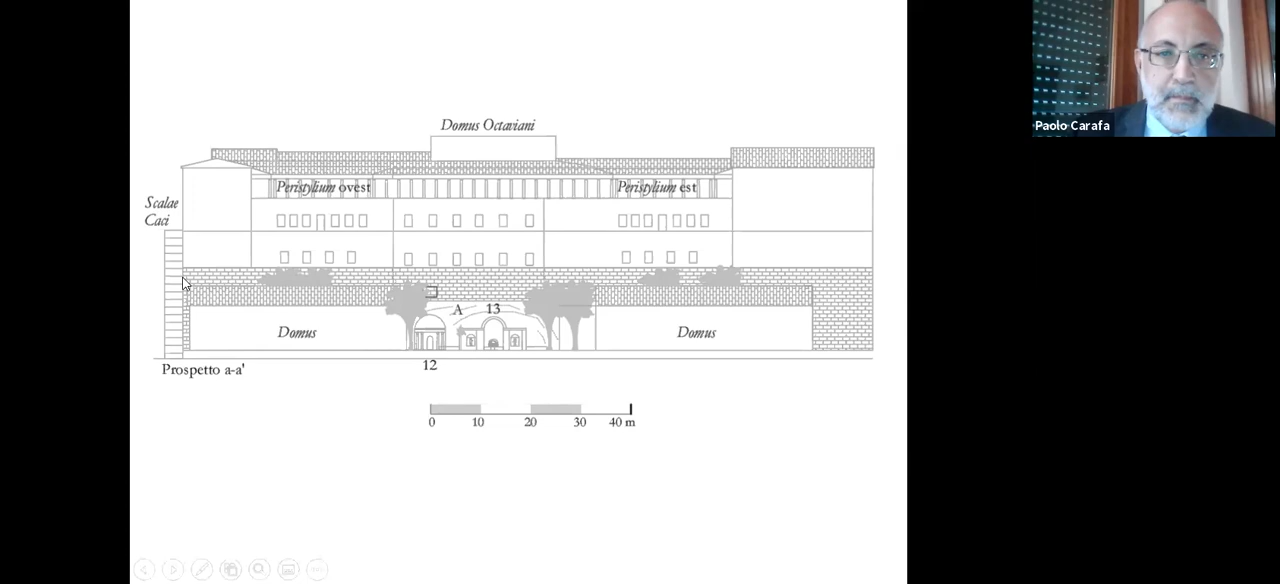 Domus Octaviani
Peristylium ovest
Peristylium est
Scalae
Caci
A
13
Domus
Domus
12
Prospetto a-a'
0 10 20 30 40 m
Paolo Carafa